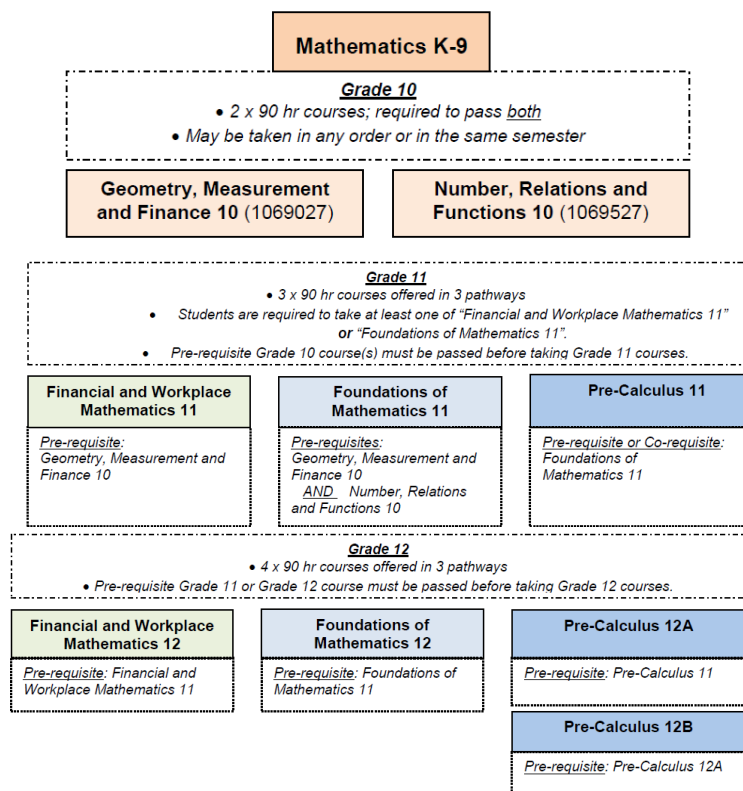 Mathematics K-9
Grade 10
• 2 x 90 hr courses; required to pass both
• May be taken in any order or in the same semester
Geometry, Measurement
and Finance 10 (1069027)
Number, Relations and
Functions 10 (1069527)
Grade 11
• 3 x 90 hr courses offered in 3 pathways
• Students are required to take at least one of “Financial and Workplace Mathematics 11”
or “Foundations of Mathematics 11”.
• Pre-requisite Grade 10 course(s) must be passed before taking Grade 11 courses.
Financial and Workplace
Mathematics 11
Pre-requisite:
Geometry, Measurement and
Finance 10
Foundations of
Mathematics 11
Pre-requisites:
Geometry, Measurement and
Finance 10
AND Number, Relations
and Functions 10
Pre-Calculus 11
Pre-requisite or Co-requisite:
Foundations of
Mathematics 11
Grade 12
• 4 x 90 hr courses offered in 3 pathways
• Pre-requisite Grade 11 or Grade 12 course must be passed before taking Grade 12 courses.
Financial and Workplace
Mathematics 12
Pre-requisite: Financial and
Workplace Mathematics 11
Foundations of
Mathematics 12
Pre-requisite: Foundations of
Mathematics 11
Pre-Calculus 12A
Pre-requisite: Pre-Calculus 11
Pre-Calculus 12B
Pre-requisite: Pre-Calculus 12A